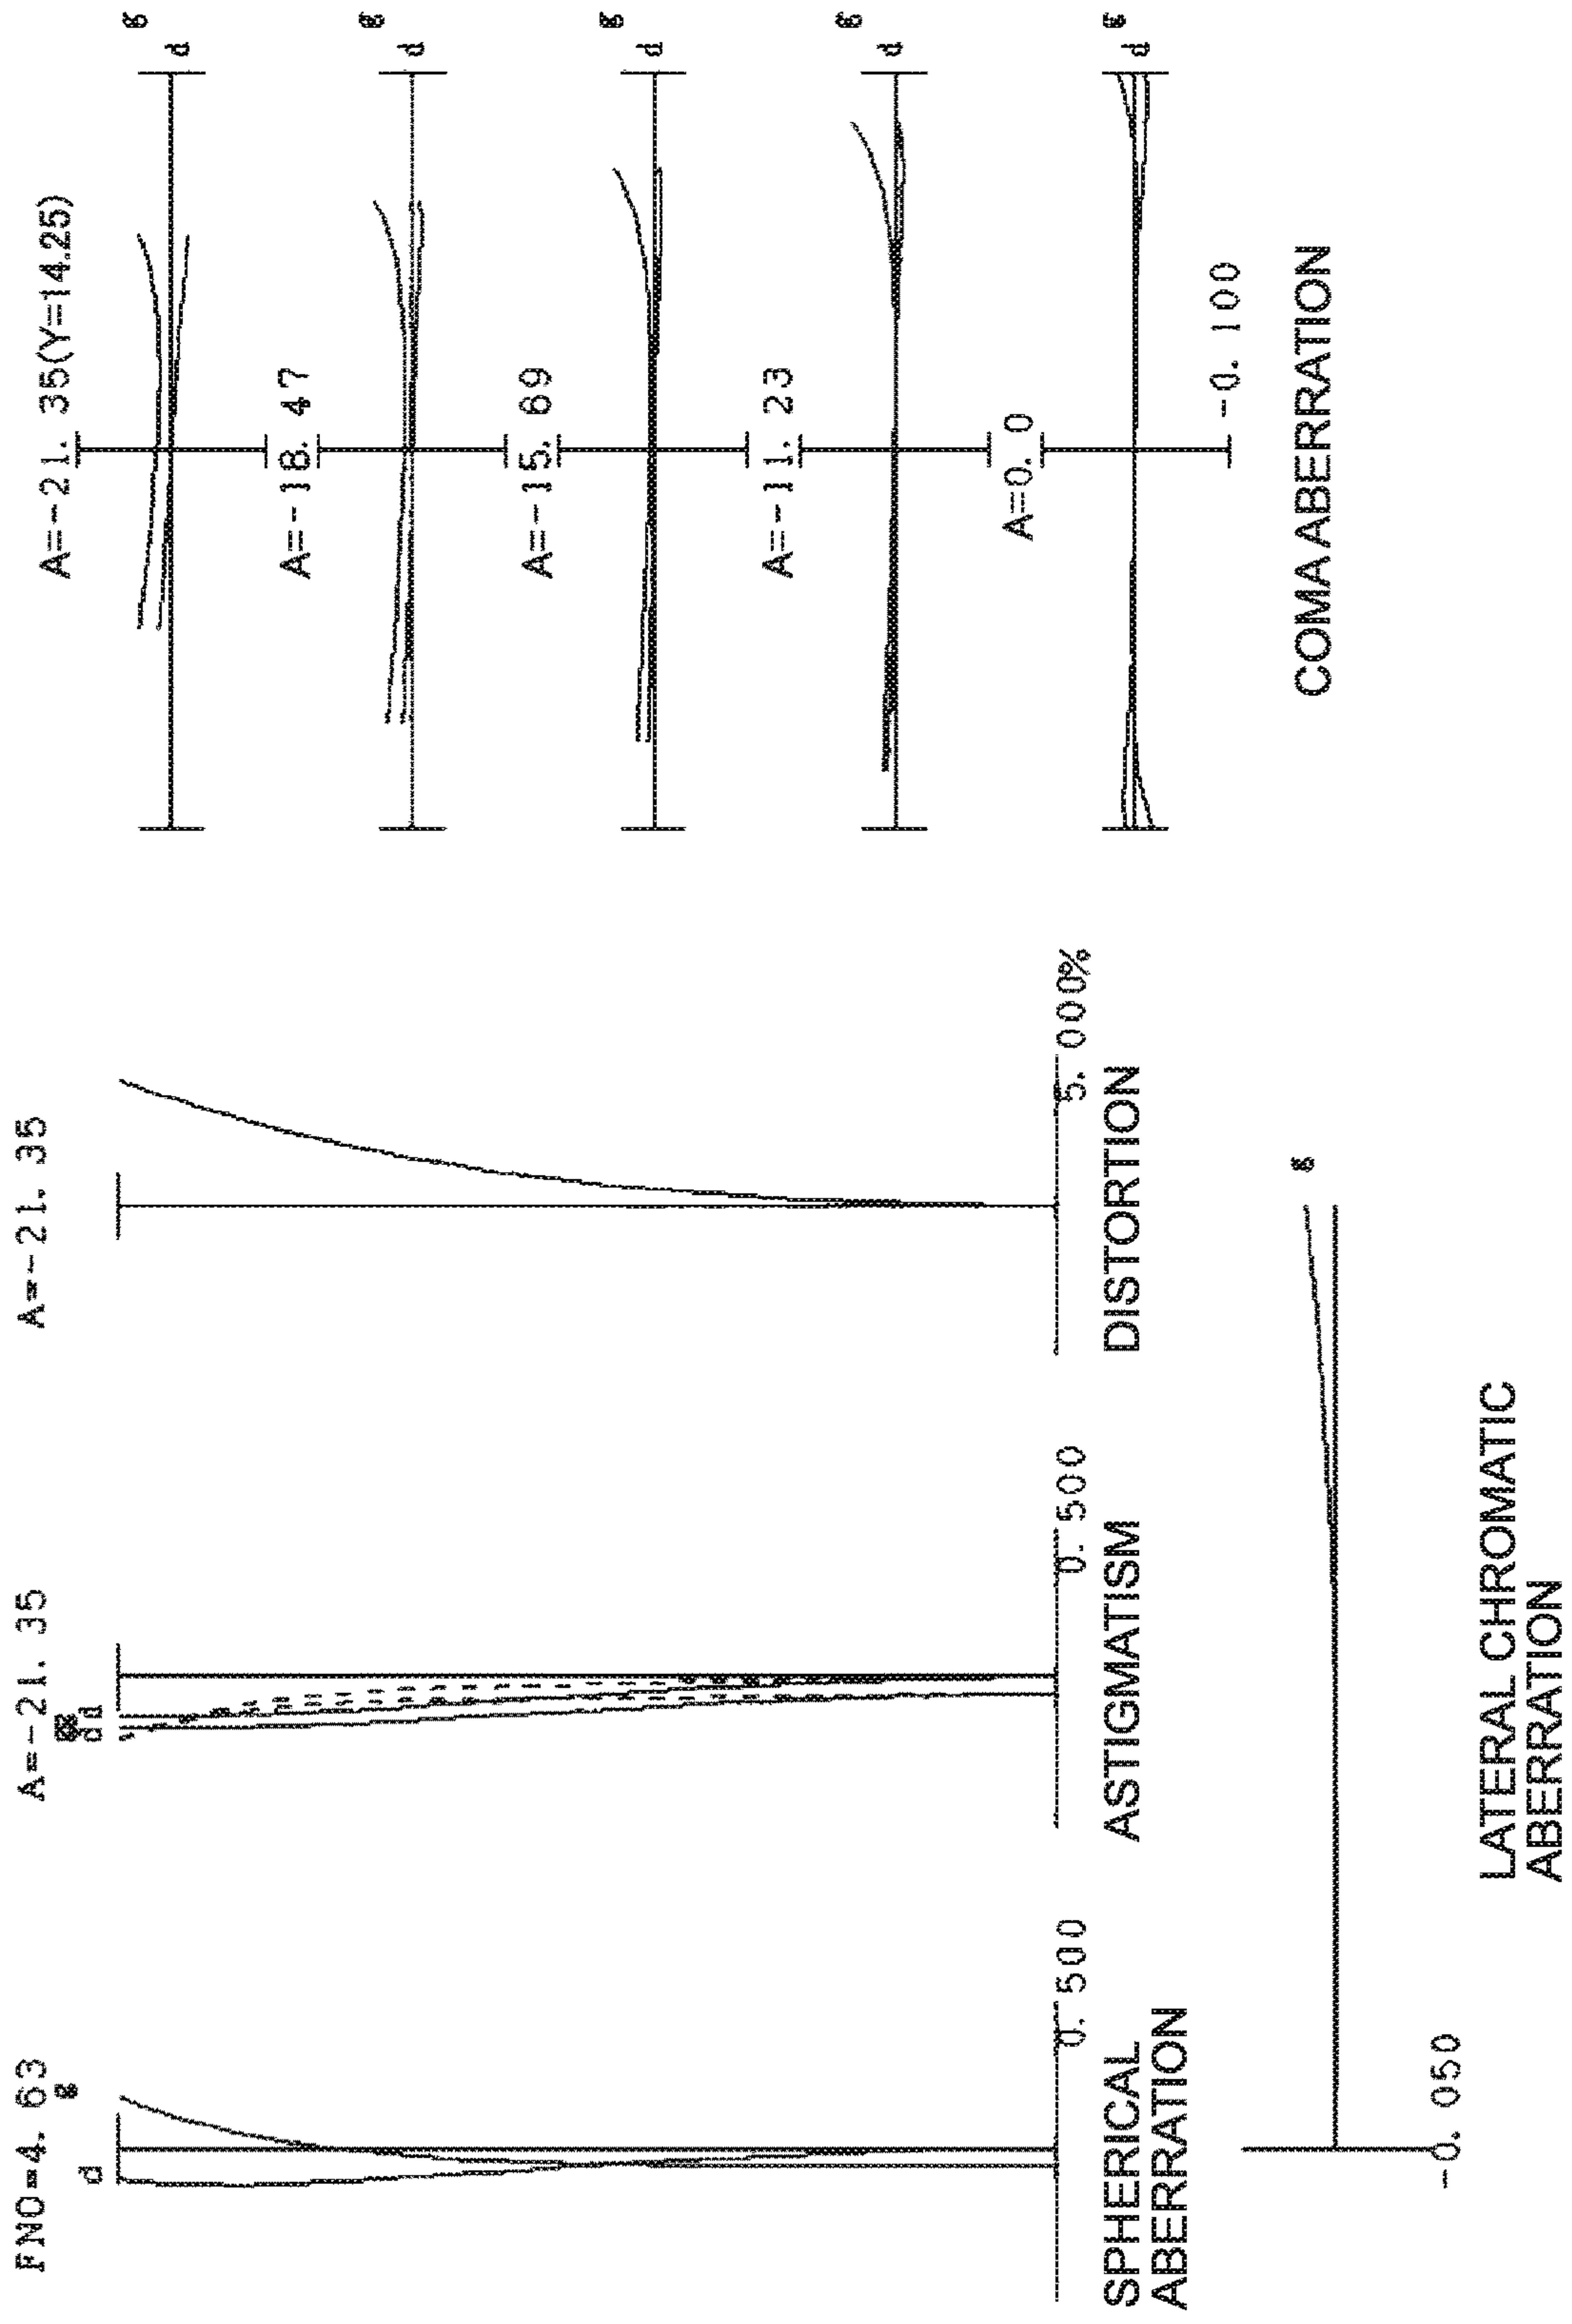 FNO=4. 63
g
d
SPHERICAL
ABERRATION
0. 500
A=-21. 35
g g
d d
ASTIGMATISM
0. 500
A=-21. 35
DISTORTION
5. 000%
A=-21. 35(Y=14.25)
g
d
A=-18. 47
g
d
A=-15. 69
g
d
A=-11. 23
g
d
A=0. 0
g
d
-0. 100
COMA ABERRATION
g
-0. 050
LATERAL CHROMATIC
ABERRATION